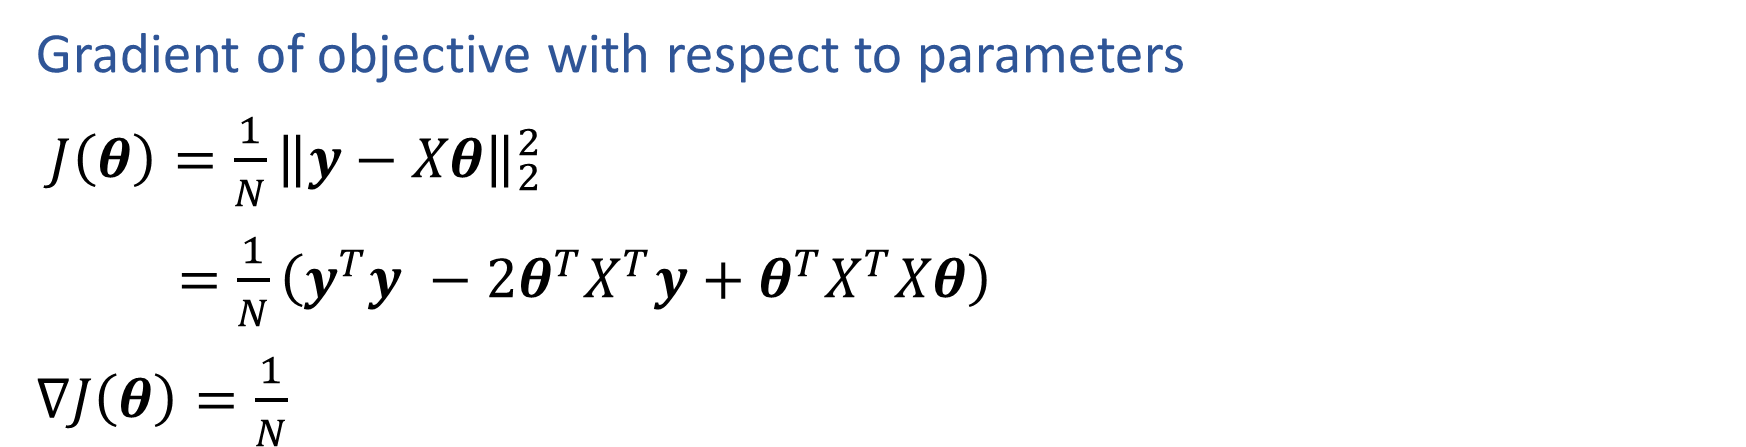 Gradient of objective with respect to parameters
J(θ) = 1/N ‖y − Xθ‖₂²
= 1/N (yᵀy − 2θᵀXᵀy + θᵀXᵀXθ)
∇J(θ) = 1/N